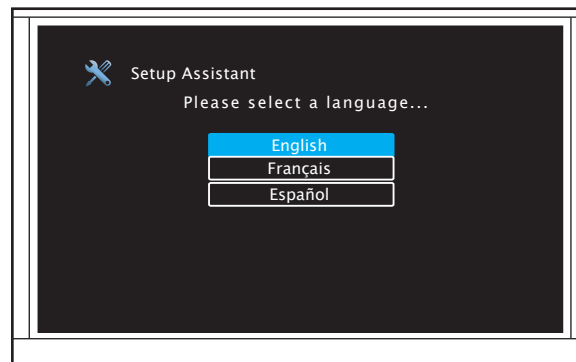 Setup Assistant
Please select a language...
English
Français
Español